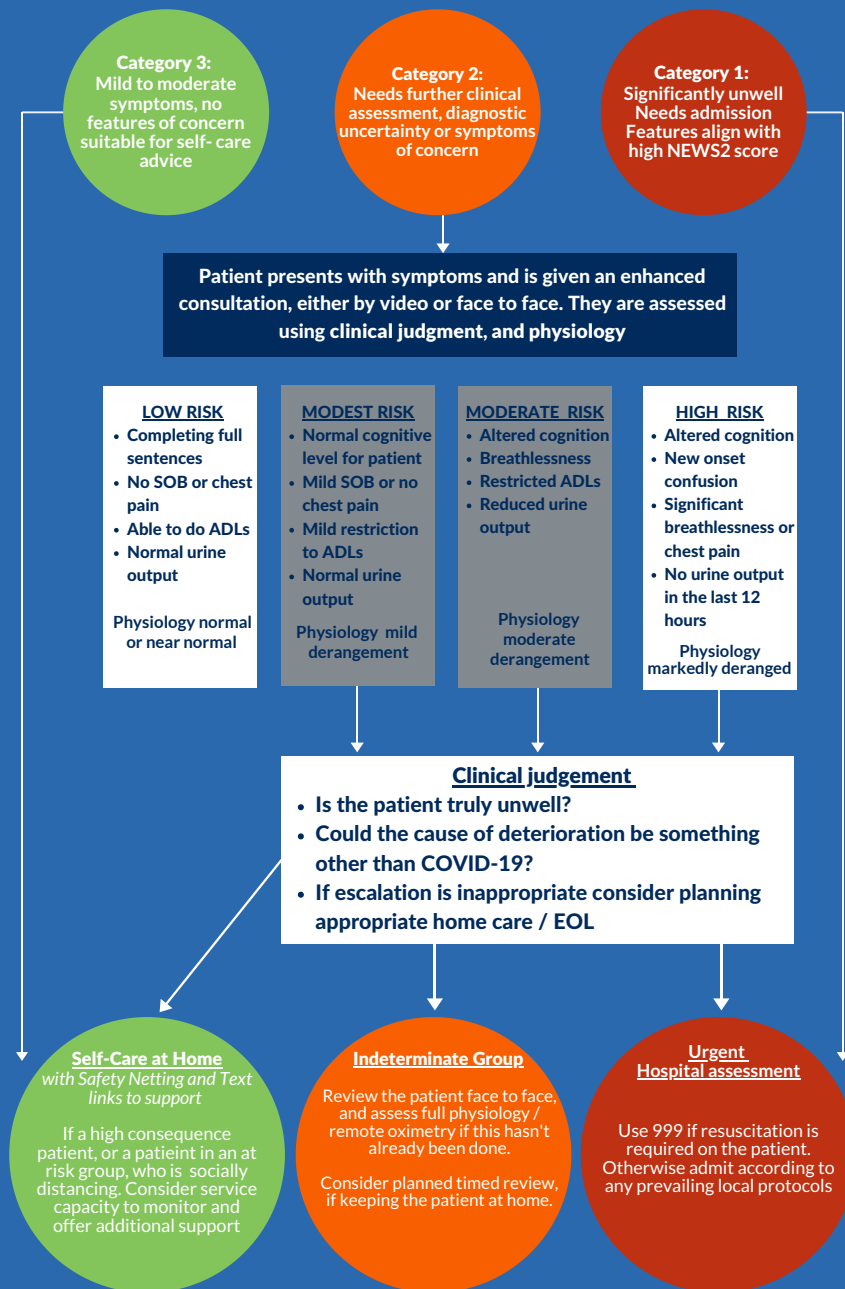 Category 3:
Mild to moderate
symptoms, no
features of concern
suitable for self- care
advice
Category 2:
Needs further clinical
assessment, diagnostic
uncertainty or symptoms
of concern
Category 1:
Significantly unwell
Needs admission
Features align with
high NEWS2 score
Patient presents with symptoms and is given an enhanced
consultation, either by video or face to face. They are assessed
using clinical judgment, and physiology
LOW RISK
• Completing full
sentences
• No SOB or chest
pain
• Able to do ADLs
• Normal urine
output
Physiology normal
or near normal
MODEST RISK
• Normal cognitive
level for patient
• Mild SOB or no
chest pain
• Mild restriction
to ADLs
• Normal urine
output
Physiology mild
derangement
MODERATE RISK
• Altered cognition
• Breathlessness
• Restricted ADLs
• Reduced urine
output
Physiology
moderate
derangement
HIGH RISK
• Altered cognition
• New onset
confusion
• Significant
breathlessness or
chest pain
• No urine output
in the last 12
hours
Physiology
markedly deranged
Clinical judgement
• Is the patient truly unwell?
• Could the cause of deterioration be something
other than COVID-19?
• If escalation is inappropriate consider planning
appropriate home care / EOL
Self-Care at Home
with Safety Netting and Text
links to support
If a high consequence
patient, or a patieint in an at
risk group, who is socially
distancing. Consider service
capacity to monitor and
offer additional support
Indeterminate Group
Review the patient face to face,
and assess full physiology /
remote oximetry if this hasn't
already been done.
Consider planned timed review,
if keeping the patient at home.
Urgent
Hospital assessment
Use 999 if resuscitation is
required on the patient.
Otherwise admit according to
any prevailing local protocols